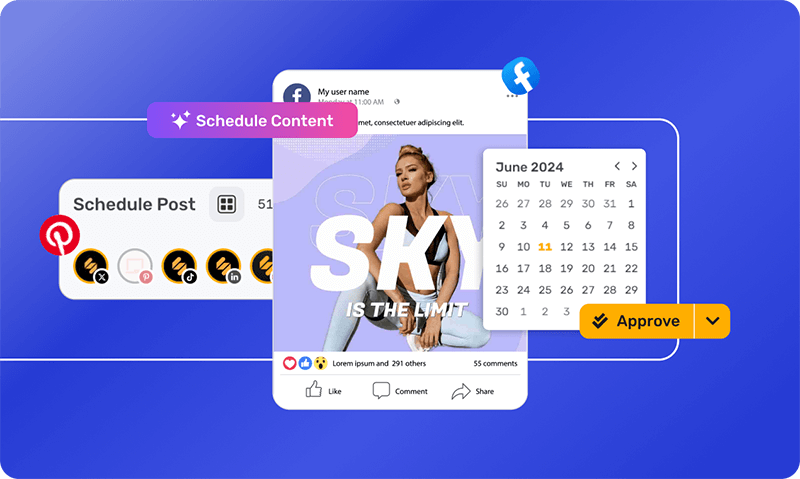 My user name
Monday at 11:00 AM
Schedule Content
met, consectetuer adipiscing elit.
Schedule Post
51
SKY
SKY
IS THE LIMIT
June 2024
SU MO TU WE TH FR SA
26 27 28 29 30 31 1
2 3 4 5 6 7 8
9 10 11 12 13 14 15
16 17 18 19 20 21 22
23 24 25 26 27 28 29
30 1 2 3
Approve
Lorem ipsum and 291 others
55 comments
Like
Comment
Share